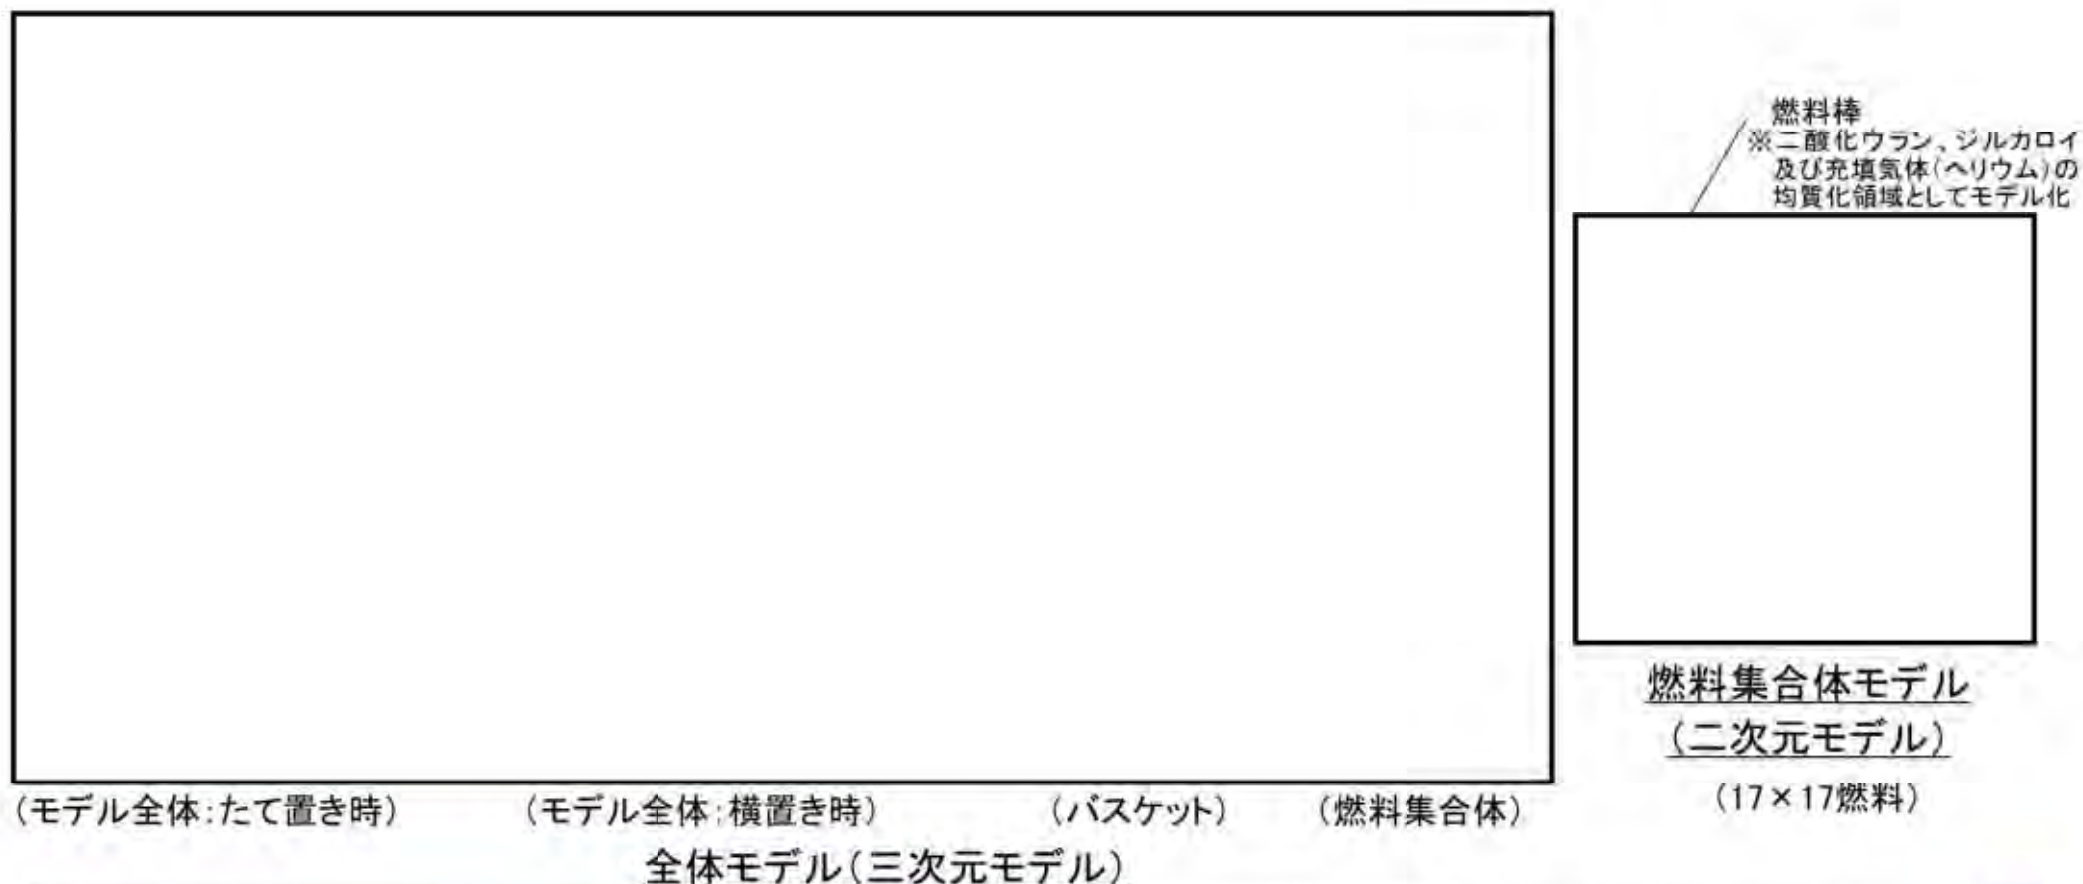 燃料棒
※二酸化ウラン、ジルカロイ
及び充填気体(ヘリウム)の
均質化領域としてモデル化
燃料集合体モデル
(二次元モデル)
(17×17燃料)
(モデル全体:たて置き時) (モデル全体:横置き時) (バスケット) (燃料集合体)
全体モデル(三次元モデル)